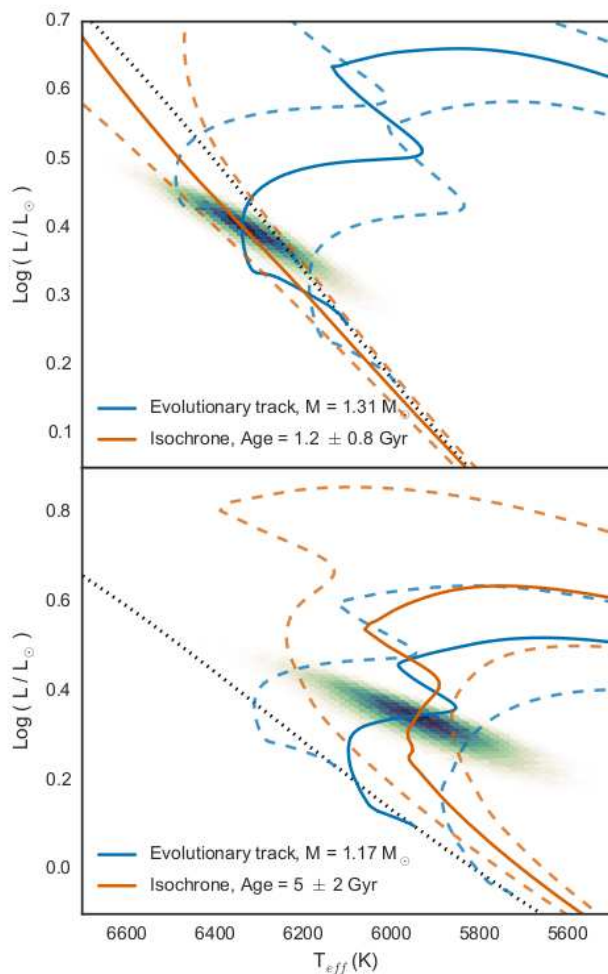 0.7
0.6
0.5
0.4
0.3
0.2
0.1
Log ( L / L⊙ )
Evolutionary track, M = 1.31 M⊙
Isochrone, Age = 1.2 ± 0.8 Gyr
0.8
0.6
0.4
0.2
0.0
Log ( L / L⊙ )
Evolutionary track, M = 1.17 M⊙
Isochrone, Age = 5 ± 2 Gyr
6600 6400 6200 6000 5800 5600
T_eff (K)